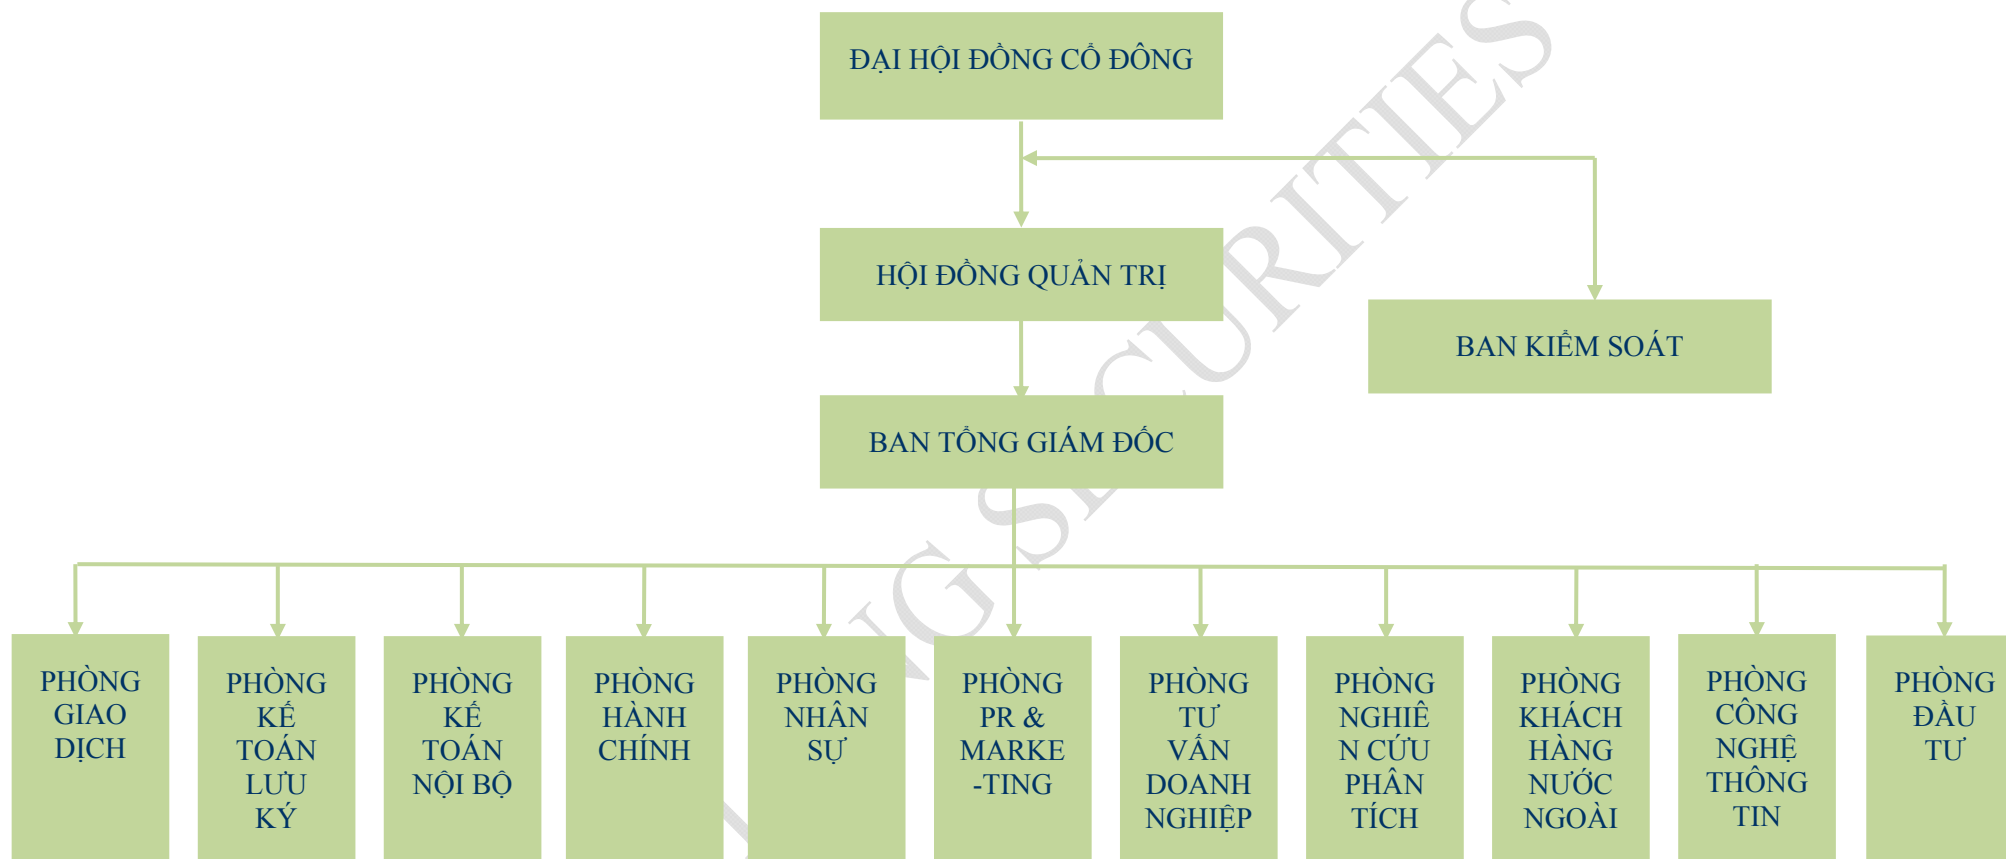 ĐẠI HỘI ĐỒNG CỔ ĐÔNG
HỘI ĐỒNG QUẢN TRỊ
BAN KIỂM SOÁT
BAN TỔNG GIÁM ĐỐC
PHÒNG
GIAO
DỊCH
PHÒNG
KẾ
TOÁN
LƯU
KÝ
PHÒNG
KẾ
TOÁN
NỘI BỘ
PHÒNG
HÀNH
CHÍNH
PHÒNG
NHÂN
SỰ
PHÒNG
PR &
MARKE
-TING
PHÒNG
TƯ
VẤN
DOANH
NGHIỆP
PHÒNG
NGHIÊ
N CỨU
PHÂN
TÍCH
PHÒNG
KHÁCH
HÀNG
NƯỚC
NGOÀI
PHÒNG
CÔNG
NGHỆ
THÔNG
TIN
PHÒNG
ĐẦU
TƯ
SECURITIES